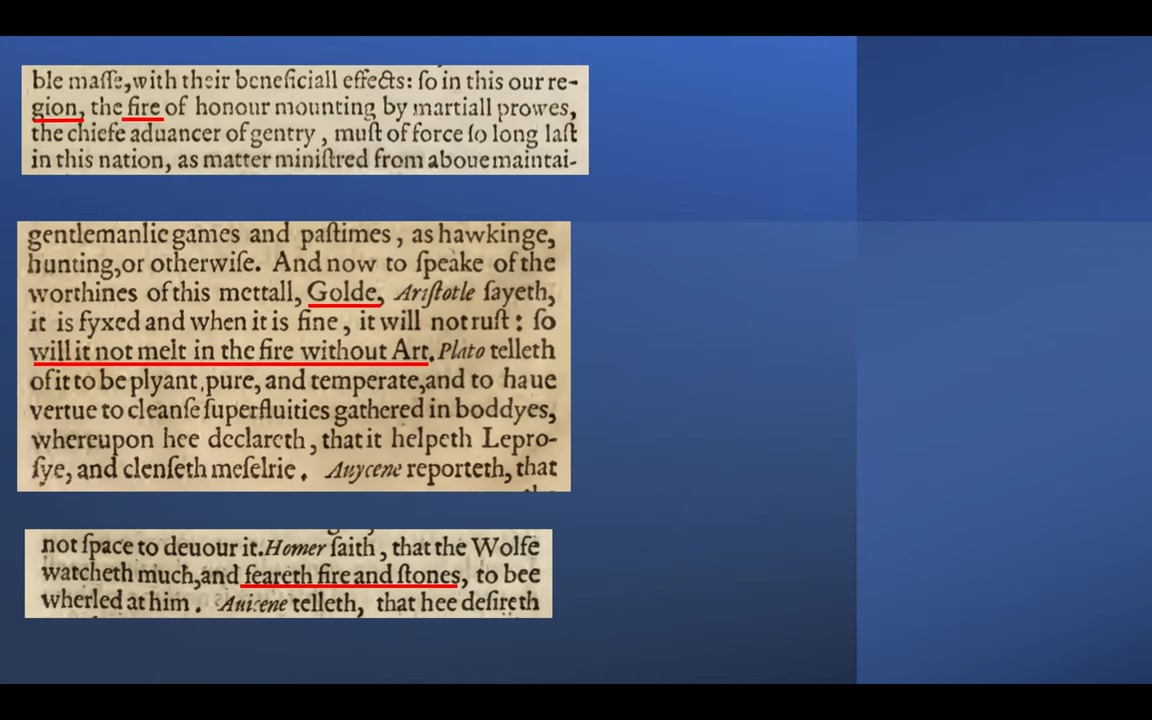 ble maſſe,with their beneficiall effects: ſo in this our re-
gion, the fire of honour mounting by martiall prowes,
the chiefe aduancer of gentry , muſt of force ſo long laſt
in this nation, as matter miniſtred from aboue maintai-
gentlemanlie games and paſtimes , as hawkinge,
hunting,or otherwiſe. And now to ſpeake of the
worthines of this mettall, Golde, Ariſtotle ſayeth,
it is fyxed and when it is fine , it will not ruſt : ſo
will it not melt in the fire without Art. Plato telleth
of it to be plyant,pure, and temperate,and to haue
vertue to cleanſe ſuperfluities gathered in boddyes,
whereupon hee declareth , that it helpeth Lepro-
ſye, and clenſeth meſelrie . Auycene reporteth, that
not ſpace to deuour it. Homer ſaith , that the Wolfe
watcheth much,and feareth fire and ſtones, to bee
wherled at him . Auicene telleth, that hee deſireth